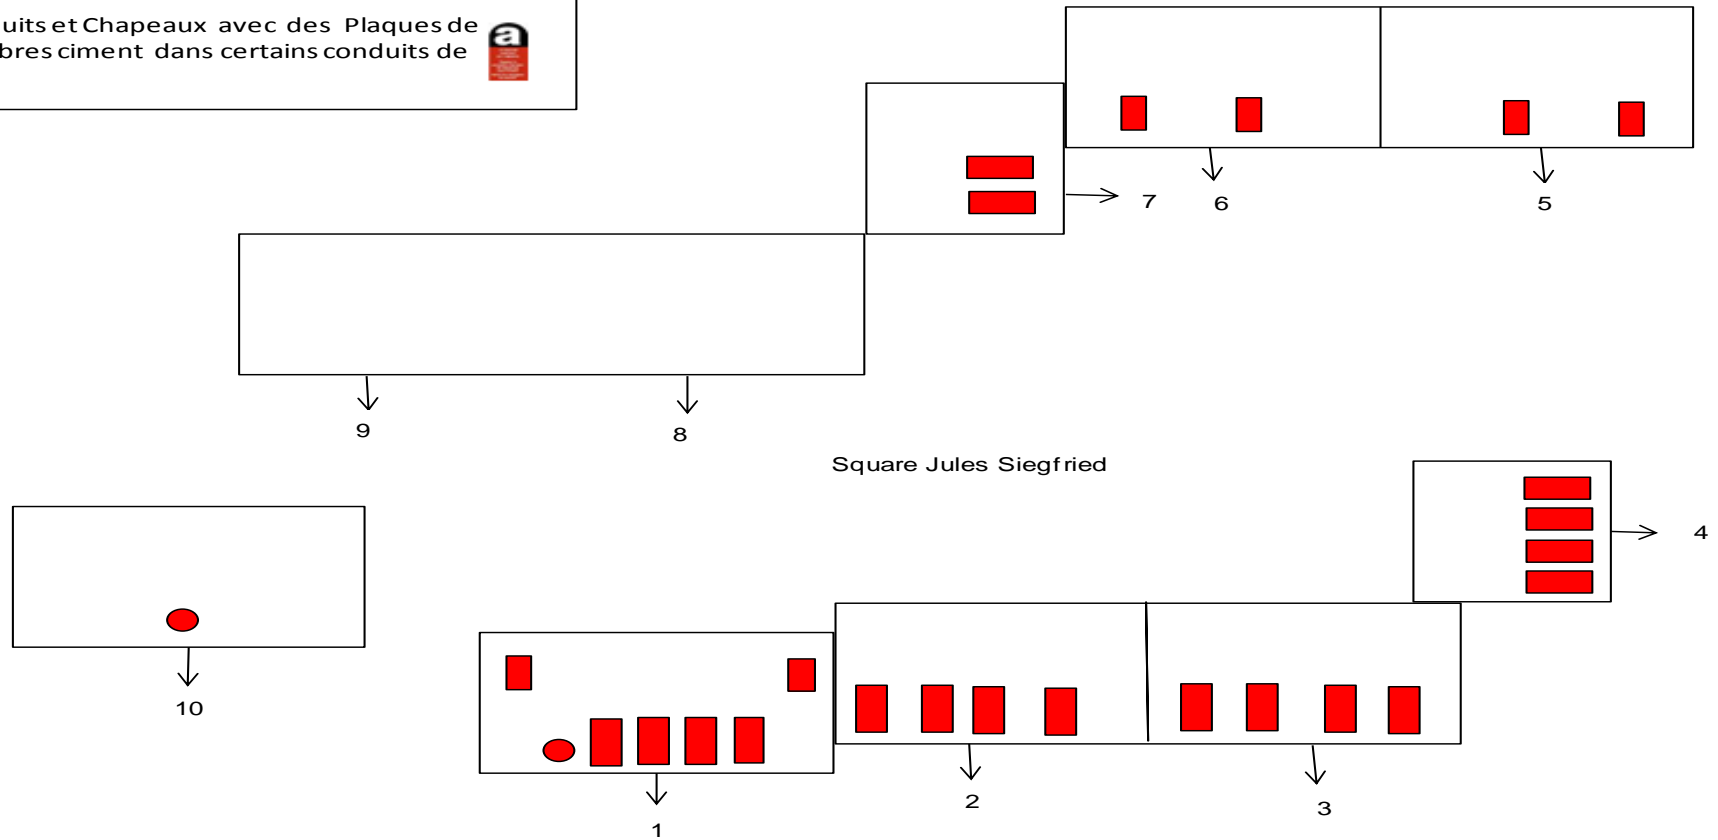 uits et Chapeaux avec des Plaques de
bres ciment dans certains conduits de
a
7
6
5
9
8
Square Jules Siegfried
4
10
2
3
1